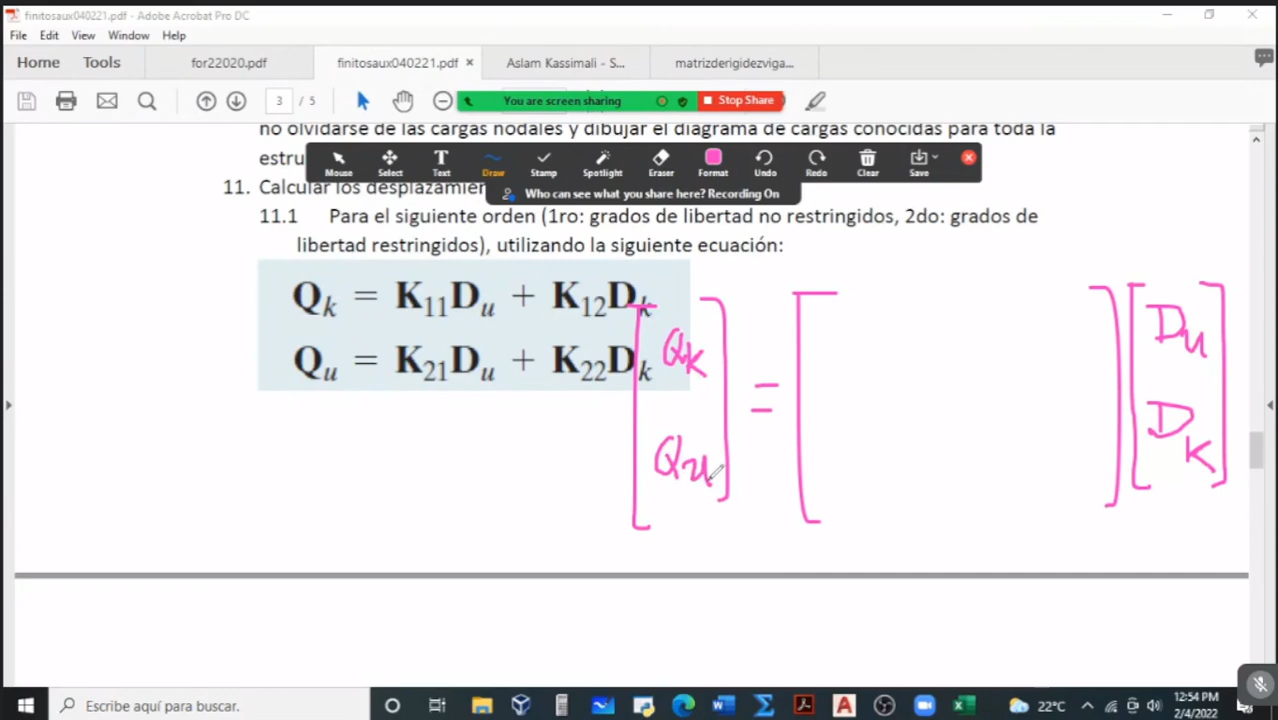 finitosaux040221.pdf - Adobe Acrobat Pro DC
File Edit View Window Help
Home Tools for22020.pdf finitosaux040221.pdf × Aslam Kassimali - S... matrizderigidezviga...
3 / 5 You are screen sharing Stop Share
no olvidarse de las cargas nodales y dibujar el diagrama de cargas conocidas para toda la
estru
Mouse Select Text Draw Stamp Spotlight Eraser Format Undo Redo Clear Save
Who can see what you share here? Recording On
11. Calcular los desplazamien
11.1 Para el siguiente orden (1ro: grados de libertad no restringidos, 2do: grados de
libertad restringidos), utilizando la siguiente ecuación:
Qk = K11Du + K12Dk
Qu = K21Du + K22Dk
Qk
Qu
=
Du
Dk
Escribe aquí para buscar.
22°C
12:54 PM
2/4/2022